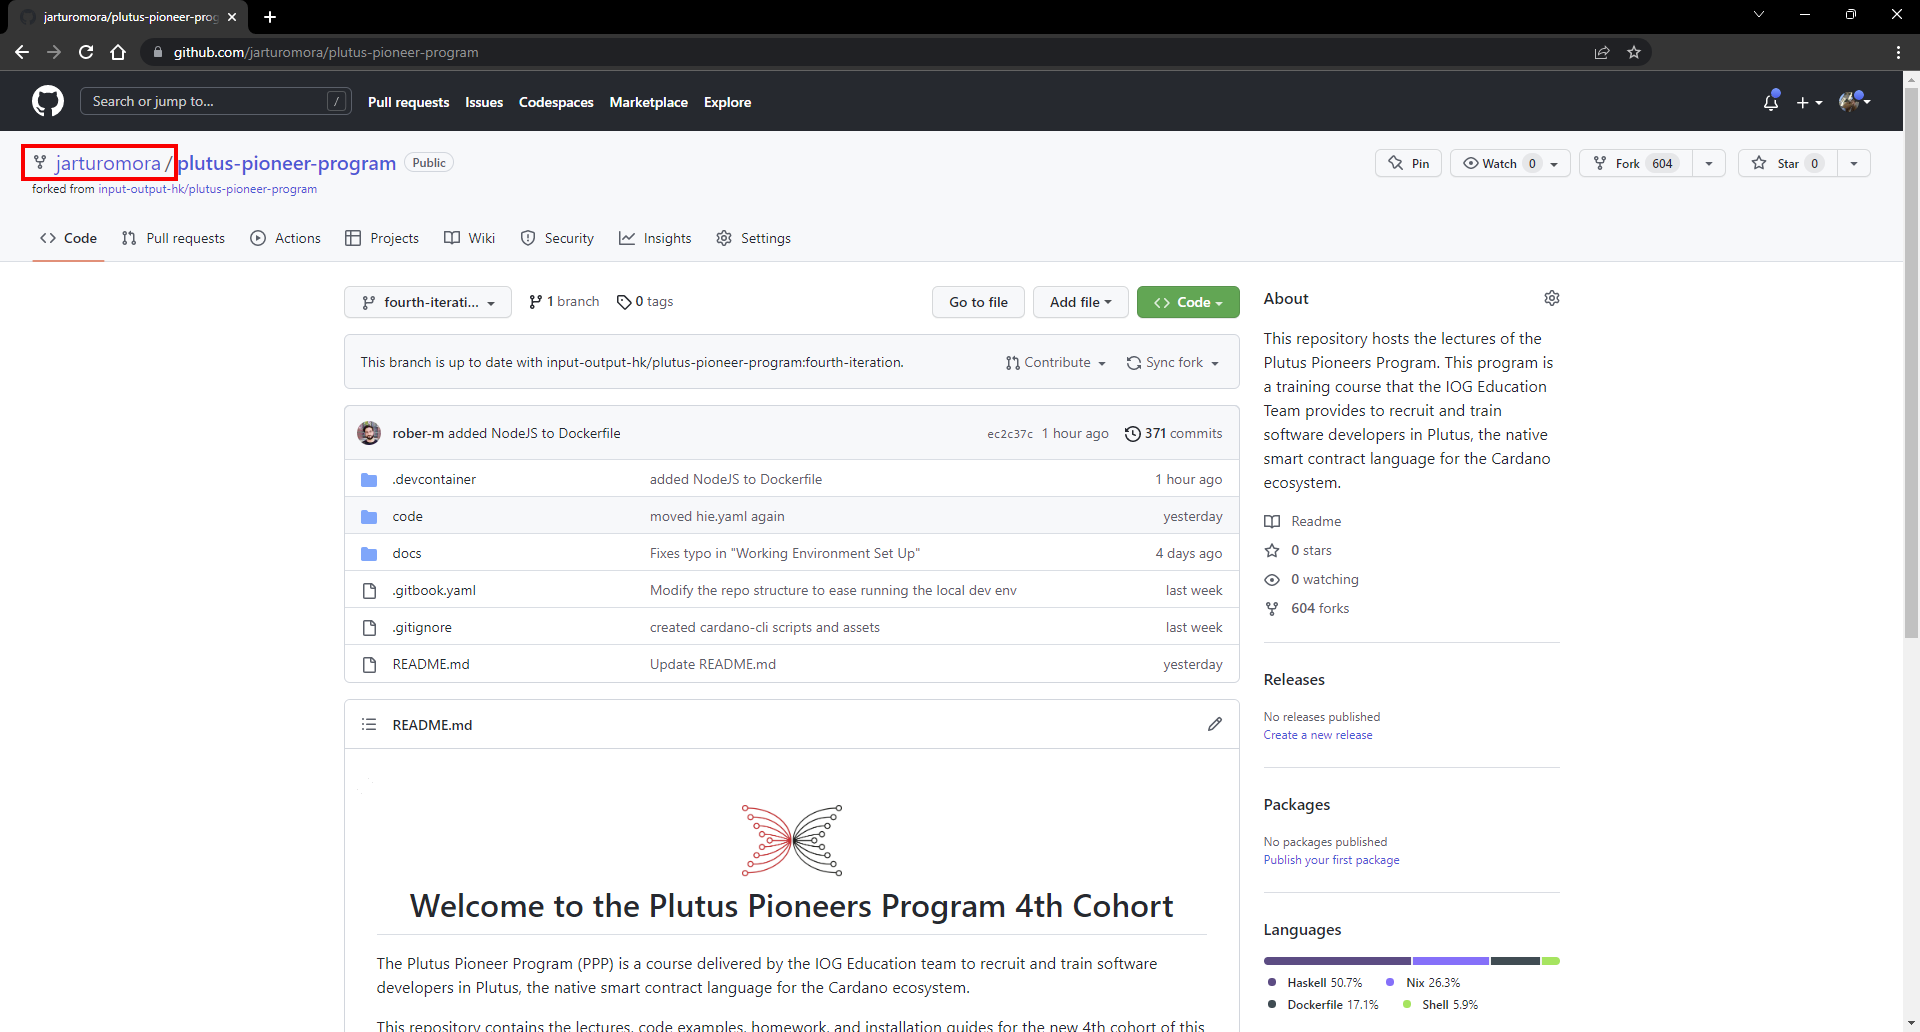 jarturomora/plutus-pioneer-prog
github.com/jarturomora/plutus-pioneer-program
Search or jump to... /
Pull requests Issues Codespaces Marketplace Explore
jarturomora / plutus-pioneer-program Public
Pin Watch 0 Fork 604 Star 0
forked from input-output-hk/plutus-pioneer-program
Code Pull requests Actions Projects Wiki Security Insights Settings
fourth-iterati... 1 branch 0 tags Go to file Add file Code
This branch is up to date with input-output-hk/plutus-pioneer-program:fourth-iteration. Contribute Sync fork
rober-m added NodeJS to Dockerfile ec2c37c 1 hour ago 371 commits
.devcontainer added NodeJS to Dockerfile 1 hour ago
code moved hie.yaml again yesterday
docs Fixes typo in "Working Environment Set Up" 4 days ago
.gitbook.yaml Modify the repo structure to ease running the local dev env last week
.gitignore created cardano-cli scripts and assets last week
README.md Update README.md yesterday
README.md
Welcome to the Plutus Pioneers Program 4th Cohort
The Plutus Pioneer Program (PPP) is a course delivered by the IOG Education team to recruit and train software
developers in Plutus, the native smart contract language for the Cardano ecosystem.
This repository contains the lectures, code examples, homework, and installation guides for the new 4th cohort of this
About
This repository hosts the lectures of the
Plutus Pioneers Program. This program is
a training course that the IOG Education
Team provides to recruit and train
software developers in Plutus, the native
smart contract language for the Cardano
ecosystem.
Readme
0 stars
0 watching
604 forks
Releases
No releases published
Create a new release
Packages
No packages published
Publish your first package
Languages
Haskell 50.7% Nix 26.3%
Dockerfile 17.1% Shell 5.9%